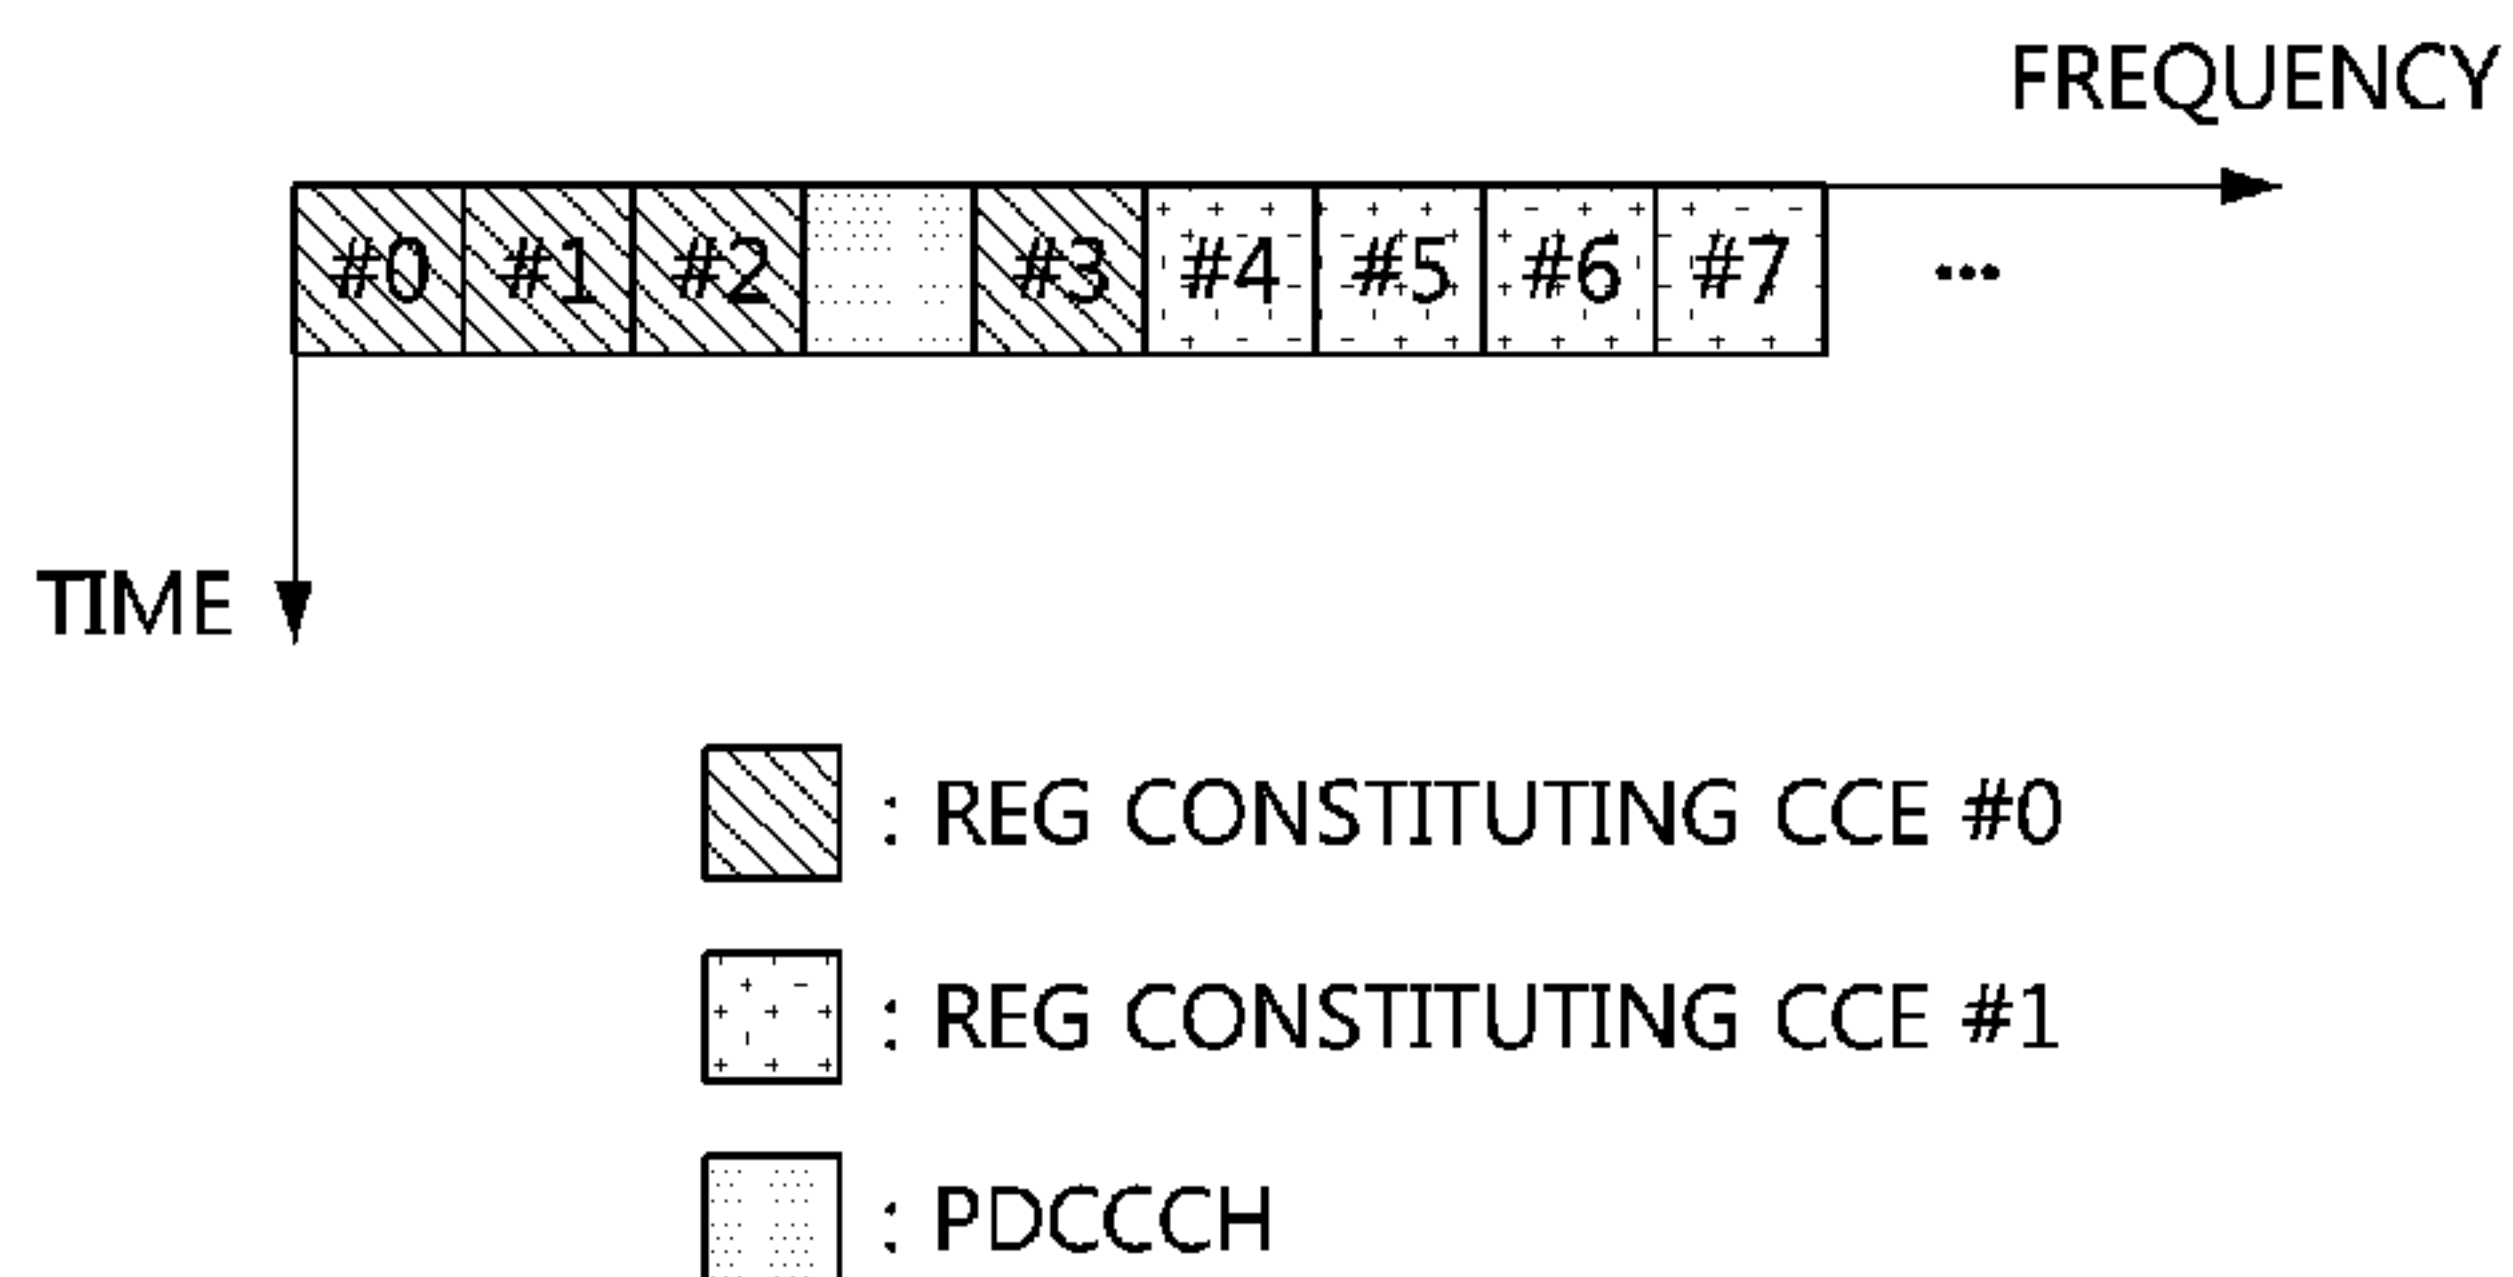 FREQUENCY
#0 #1 #2 #3 #4 #5 #6 #7 •••
TIME
: REG CONSTITUTING CCE #0
: REG CONSTITUTING CCE #1
: PDCCCH